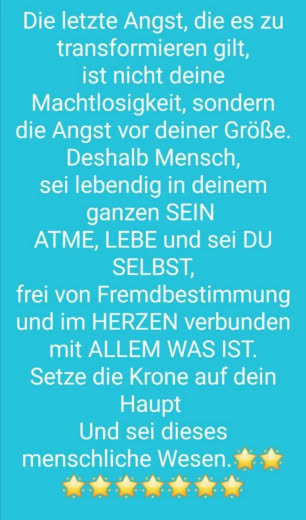 Die letzte Angst, die es zu
transformieren gilt,
ist nicht deine
Machtlosigkeit, sondern
die Angst vor deiner Größe.
Deshalb Mensch,
sei lebendig in deinem
ganzen SEIN
ATME, LEBE und sei DU
SELBST,
frei von Fremdbestimmung
und im HERZEN verbunden
mit ALLEM WAS IST.
Setze die Krone auf dein
Haupt
Und sei dieses
menschliche Wesen.🌟🌟
🌟🌟🌟🌟🌟🌟🌟